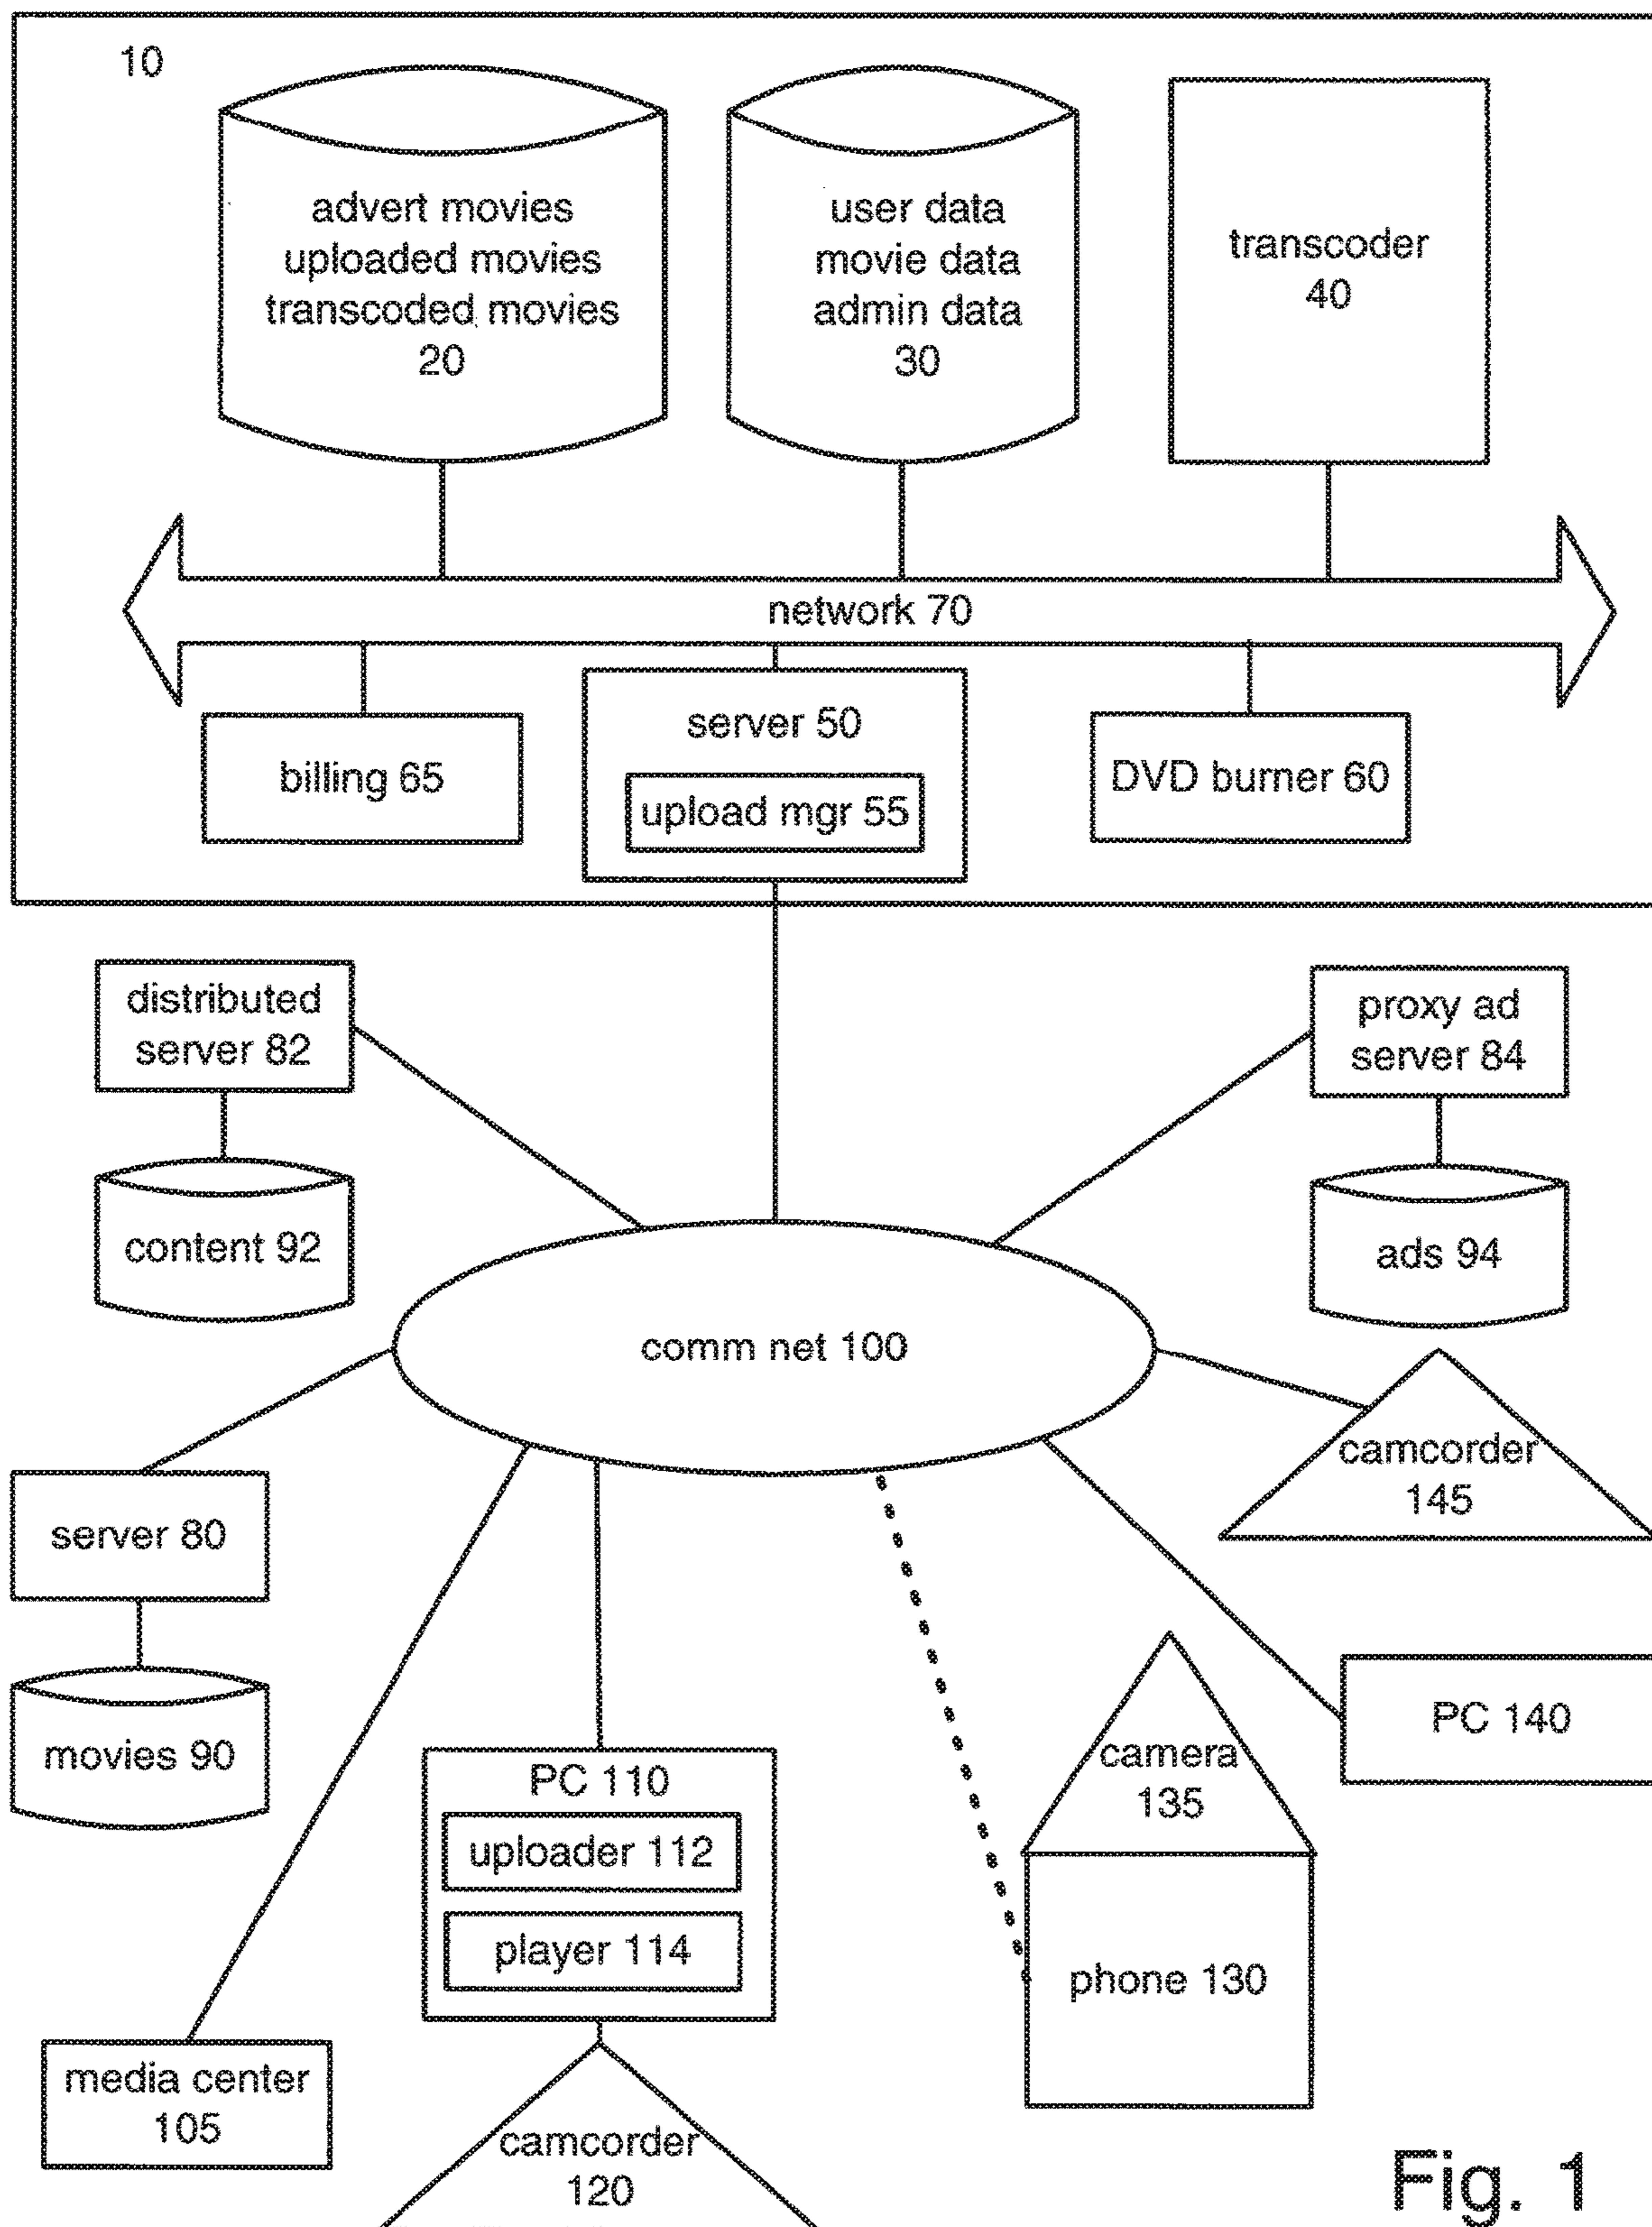 10
advert movies
uploaded movies
transcoded movies
20
user data
movie data
admin data
30
transcoder
40
network 70
billing 65
server 50
upload mgr 55
DVD burner 60
distributed
server 82
content 92
proxy ad
server 84
ads 94
comm net 100
camcorder
145
server 80
movies 90
PC 140
camera
135
phone 130
PC 110
uploader 112
player 114
media center
105
camcorder
120
Fig. 1